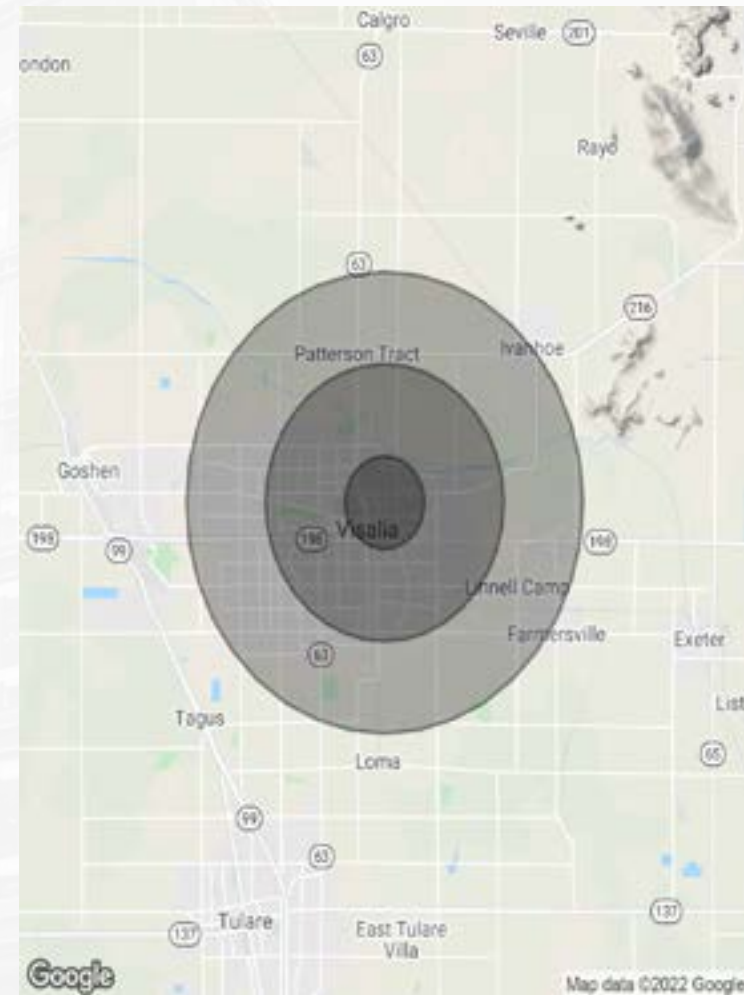 Calgro
Seville
201
ondon
63
Rayo
63
216
Patterson Tract
Ivanhoe
Goshen
198
99
198
Visalia
198
Linnell Camp
Farmersville
Exeter
63
List
Tagus
65
Loma
99
63
137
137
Tulare
East Tulare
Villa
Google
Map data ©2022 Google